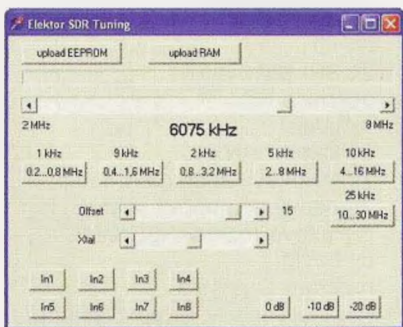 Elektor SDR Tuning
upload EEPROM upload RAM
2 MHz 6075 kHz 8 MHz
1 kHz 9 kHz 2 kHz 5 kHz 10 kHz
0.2...0,8 MHz 0,4...1,6 MHz 0,8...3,2 MHz 2...8 MHz 4...16 MHz
25 kHz
Offset 15 10...30 MHz
Xtal
In1 In2 In3 In4
In5 In6 In7 In8 0 dB -10 dB -20 dB